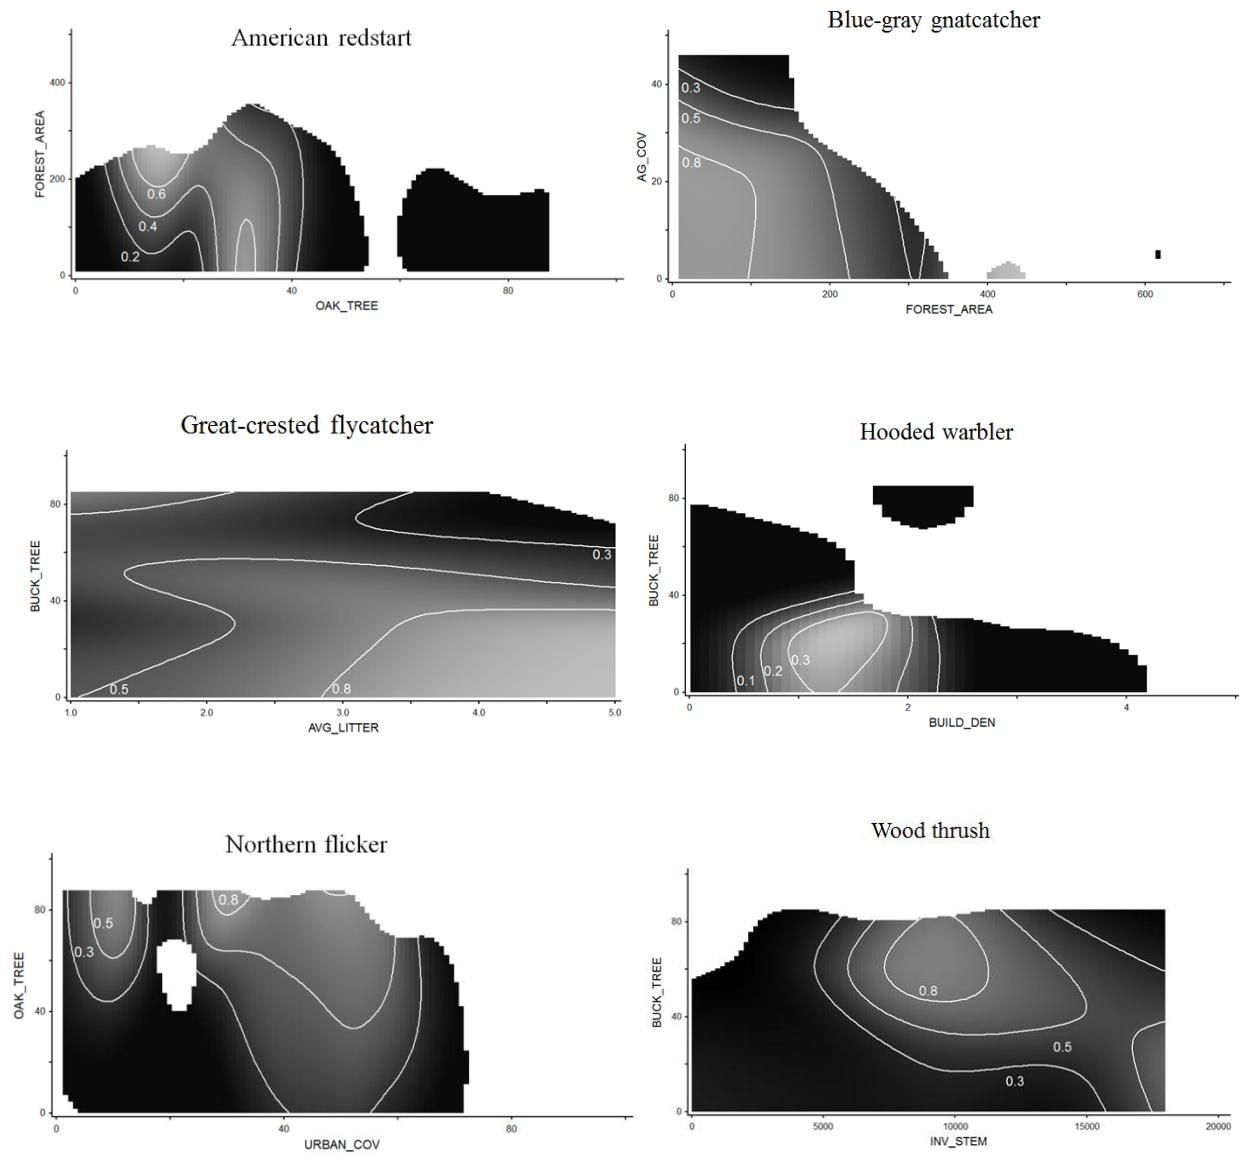 American redstart
400
200
0
FOREST_AREA
0.6
0.4
0.2
0 40 80
OAK_TREE
Blue-gray gnatcatcher
40
20
0
AG_COV
0.3
0.5
0.8
0 200 400 600
FOREST_AREA
Great-crested flycatcher
80
40
0
BUCK_TREE
0.3
0.5 0.8
1.0 2.0 3.0 4.0 5.0
AVG_LITTER
Hooded warbler
80
40
0
BUCK_TREE
0.3
0.2
0.1
0 2 4
BUILD_DEN
Northern flicker
80
40
0
OAK_TREE
0.8
0.5
0.3
0 40 80
URBAN_COV
Wood thrush
80
40
0
BUCK_TREE
0.8
0.5
0.3
0 5000 10000 15000 20000
INV_STEM